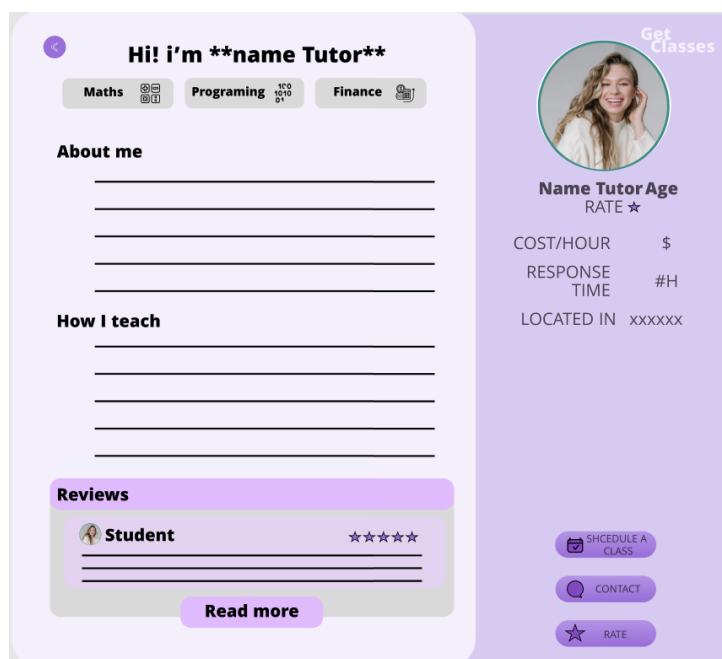 Hi! i’m **name Tutor**
Maths
Programing
Finance
About me
How I teach
Reviews
Student
Read more
Get
Classes
Name Tutor Age
RATE
COST/HOUR $
RESPONSE
TIME #H
LOCATED IN xxxxxx
SHCEDULE A
CLASS
CONTACT
RATE